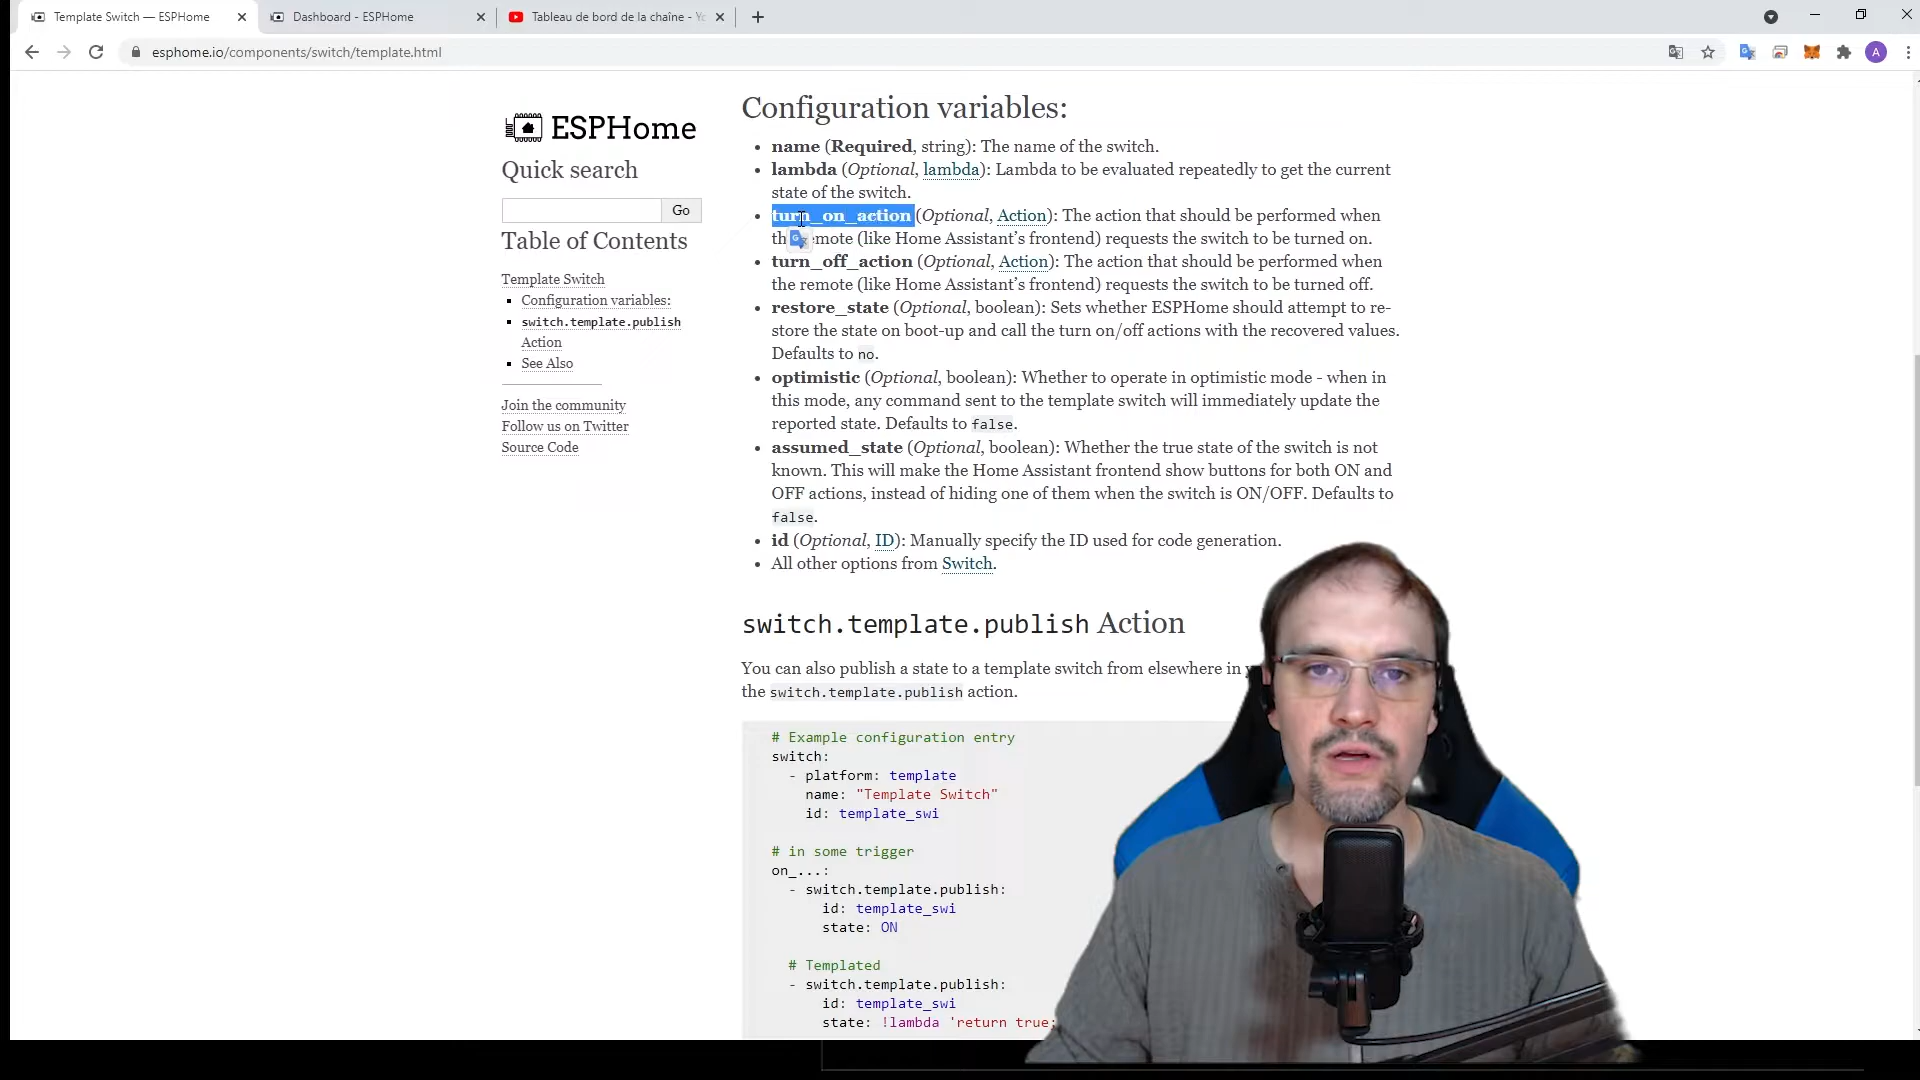 Template Switch — ESPHome
Dashboard - ESPHome
Tableau de bord de la chaîne -
esphome.io/components/switch/template.html
A
ESPHome
Quick search
Go
Table of Contents
Template Switch
Configuration variables:
switch.template.publish
Action
See Also
Join the community
Follow us on Twitter
Source Code
Configuration variables:
name (Required, string): The name of the switch.
lambda (Optional, lambda): Lambda to be evaluated repeatedly to get the current
state of the switch.
turn_on_action (Optional, Action): The action that should be performed when
(like Home Assistant’s frontend) requests the switch to be turned on.
turn_off_action (Optional, Action): The action that should be performed when
the remote (like Home Assistant’s frontend) requests the switch to be turned off.
restore_state (Optional, boolean): Sets whether ESPHome should attempt to re-
store the state on boot-up and call the turn on/off actions with the recovered values.
Defaults to no.
optimistic (Optional, boolean): Whether to operate in optimistic mode - when in
this mode, any command sent to the template switch will immediately update the
reported state. Defaults to false.
assumed_state (Optional, boolean): Whether the true state of the switch is not
known. This will make the Home Assistant frontend show buttons for both ON and
OFF actions, instead of hiding one of them when the switch is ON/OFF. Defaults to
false.
id (Optional, ID): Manually specify the ID used for code generation.
All other options from Switch.
switch.template.publish Action
You can also publish a state to a template switch from elsewhere in
the switch.template.publish action.
# Example configuration entry
switch:
- platform: template
name: "Template Switch"
id: template_swi
# in some trigger
on_...:
- switch.template.publish:
id: template_swi
state: ON
# Templated
- switch.template.publish:
id: template_swi
state: !lambda 'return true;